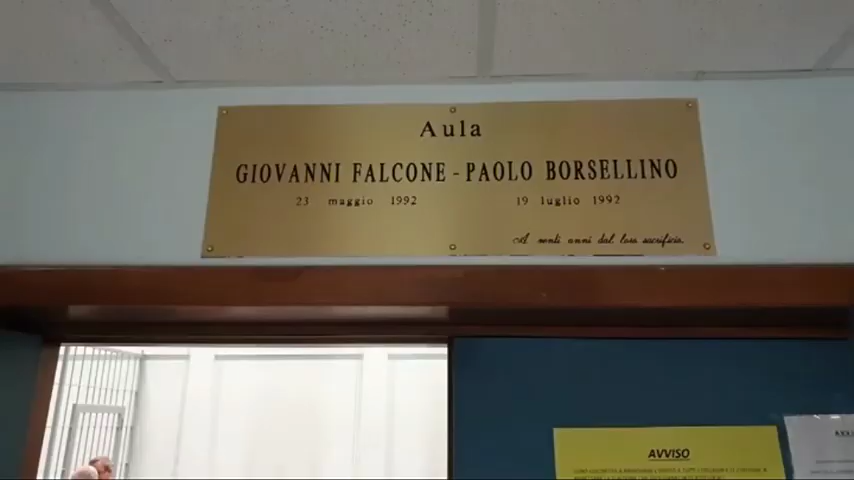 Aula
GIOVANNI FALCONE - PAOLO BORSELLINO
23 maggio 1992 19 luglio 1992
A venti anni dal loro sacrificio
AVVISO